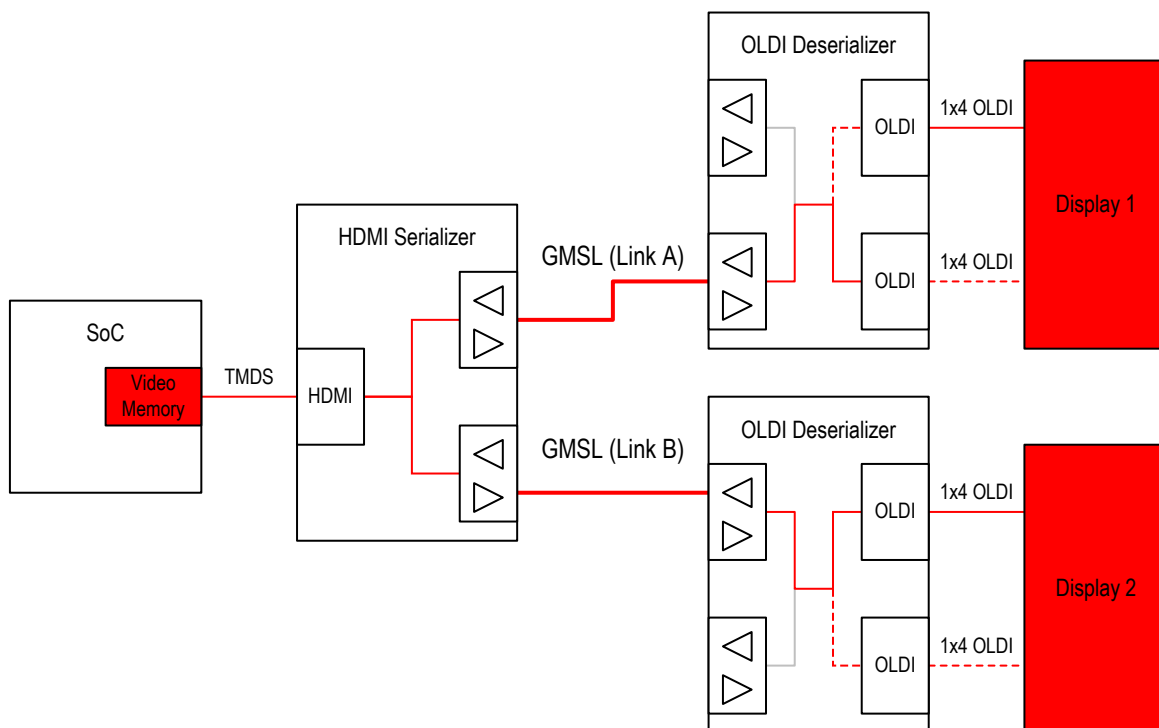 OLDI Deserializer
OLDI
1x4 OLDI
Display 1
OLDI
1x4 OLDI
HDMI Serializer
GMSL (Link A)
SoC
Video
Memory
TMDS
HDMI
GMSL (Link B)
OLDI Deserializer
OLDI
1x4 OLDI
Display 2
OLDI
1x4 OLDI